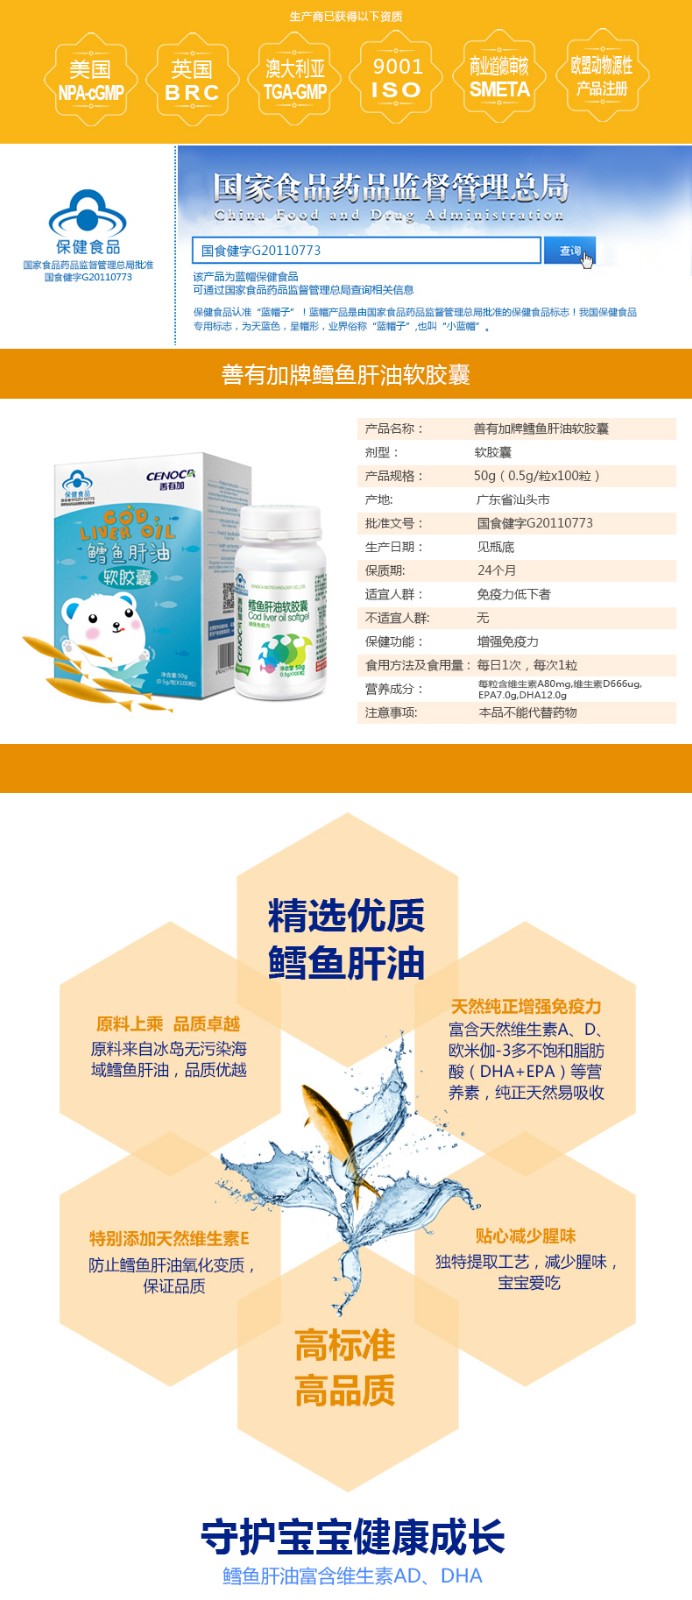 生产商已获得以下资质
美国
NPA-cGMP
英国
BRC
澳大利亚
TGA-GMP
9001
ISO
商业道德审核
SMETA
欧盟动物源性
产品注册
保健食品
国家食品药品监督管理总局批准
国食健字G20110773
国家食品药品监督管理总局
China Food and Drug Administration
国食健字G20110773
查询
该产品为蓝帽保健食品
可通过国家食品药品监督管理总局查询相关信息
保健食品认准“蓝帽子”！蓝帽产品是由国家食品药品监督管理总局批准的保健食品标志！我国保健食品
专用标志，为天蓝色，呈帽形，业界俗称“蓝帽子”,也叫“小蓝帽”。
善有加牌鳕鱼肝油软胶囊
保健食品
CENOCA
善有加
COD
LIVER OIL
鳕鱼肝油
软胶囊
净含量:50g
(0.5g/粒X100粒)
鳕鱼肝油软胶囊
Cod liver oil softgel
CENOCA
净含量:50g
产品名称： 善有加牌鳕鱼肝油软胶囊
剂型： 软胶囊
产品规格： 50g（0.5g/粒x100粒）
产地: 广东省汕头市
批准文号： 国食健字G20110773
生产日期： 见瓶底
保质期: 24个月
适宜人群： 免疫力低下者
不适宜人群: 无
保健功能： 增强免疫力
食用方法及食用量： 每日1次，每次1粒
营养成分： 每粒含维生素A80mg,维生素D666ug,
EPA7.0g,DHA12.0g
注意事项: 本品不能代替药物
精选优质
鳕鱼肝油
原料上乘 品质卓越
原料来自冰岛无污染海
域鳕鱼肝油，品质优越
天然纯正增强免疫力
富含天然维生素A、D、
欧米伽-3多不饱和脂肪
酸（DHA+EPA）等营
养素，纯正天然易吸收
特别添加天然维生素E
防止鳕鱼肝油氧化变质，
保证品质
贴心减少腥味
独特提取工艺，减少腥味，
宝宝爱吃
高标准
高品质
守护宝宝健康成长
鳕鱼肝油富含维生素AD、DHA